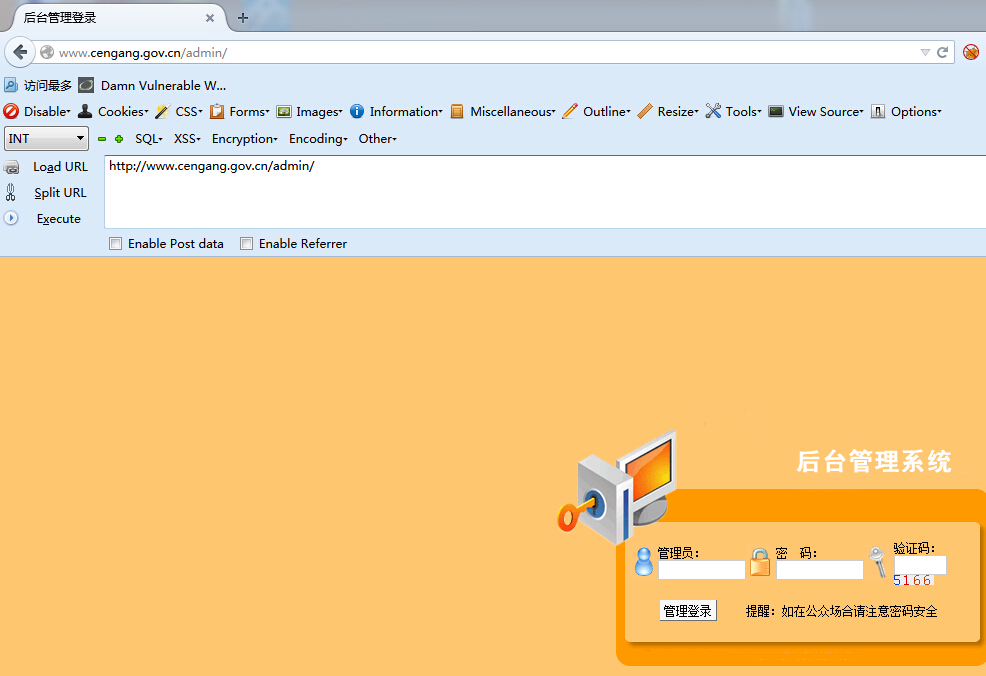 后台管理登录
www.cengang.gov.cn/admin/
访问最多 Damn Vulnerable W...
Disable Cookies CSS Forms Images Information Miscellaneous Outline Resize Tools View Source Options
INT SQL XSS Encryption Encoding Other
Load URL http://www.cengang.gov.cn/admin/
Split URL
Execute
Enable Post data Enable Referrer
后台管理系统
管理员: 密 码: 验证码:
5166
管理登录 提醒：如在公众场合请注意密码安全